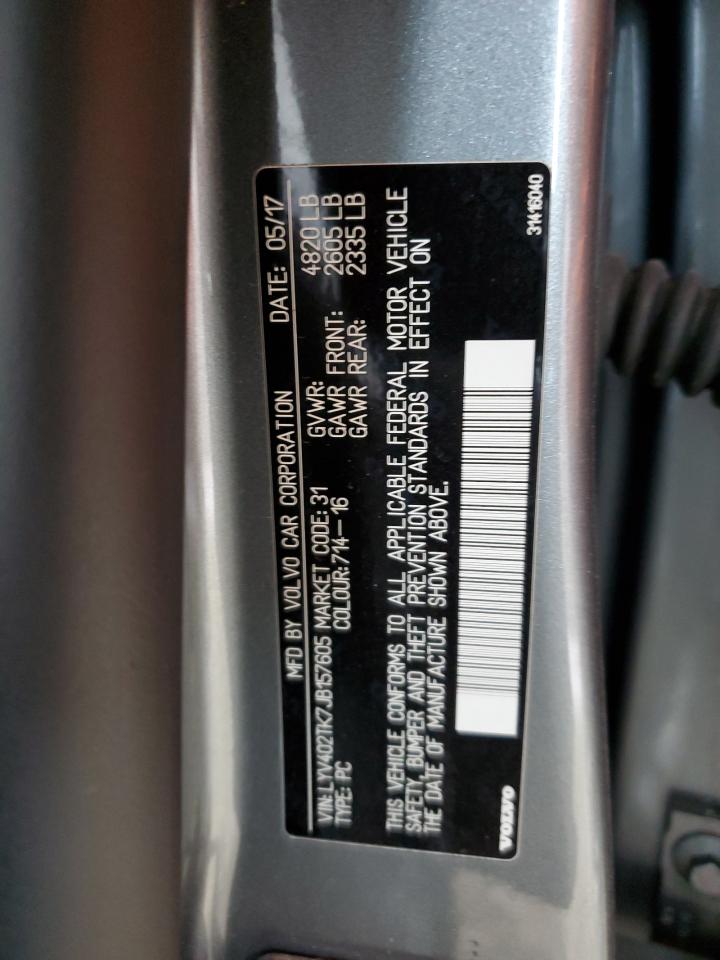 MFD BY VOLVO CAR CORPORATION DATE: 05/17
VIN: LYV402TK7JB157605 MARKET CODE: 31 GVWR: 4820 LB
TYPE: PC COLOUR: 714-16 GAWR FRONT: 2605 LB
GAWR REAR: 2335 LB
THIS VEHICLE CONFORMS TO ALL APPLICABLE FEDERAL MOTOR VEHICLE
SAFETY, BUMPER AND THEFT PREVENTION STANDARDS IN EFFECT ON
THE DATE OF MANUFACTURE SHOWN ABOVE.
VOLVO 31416040